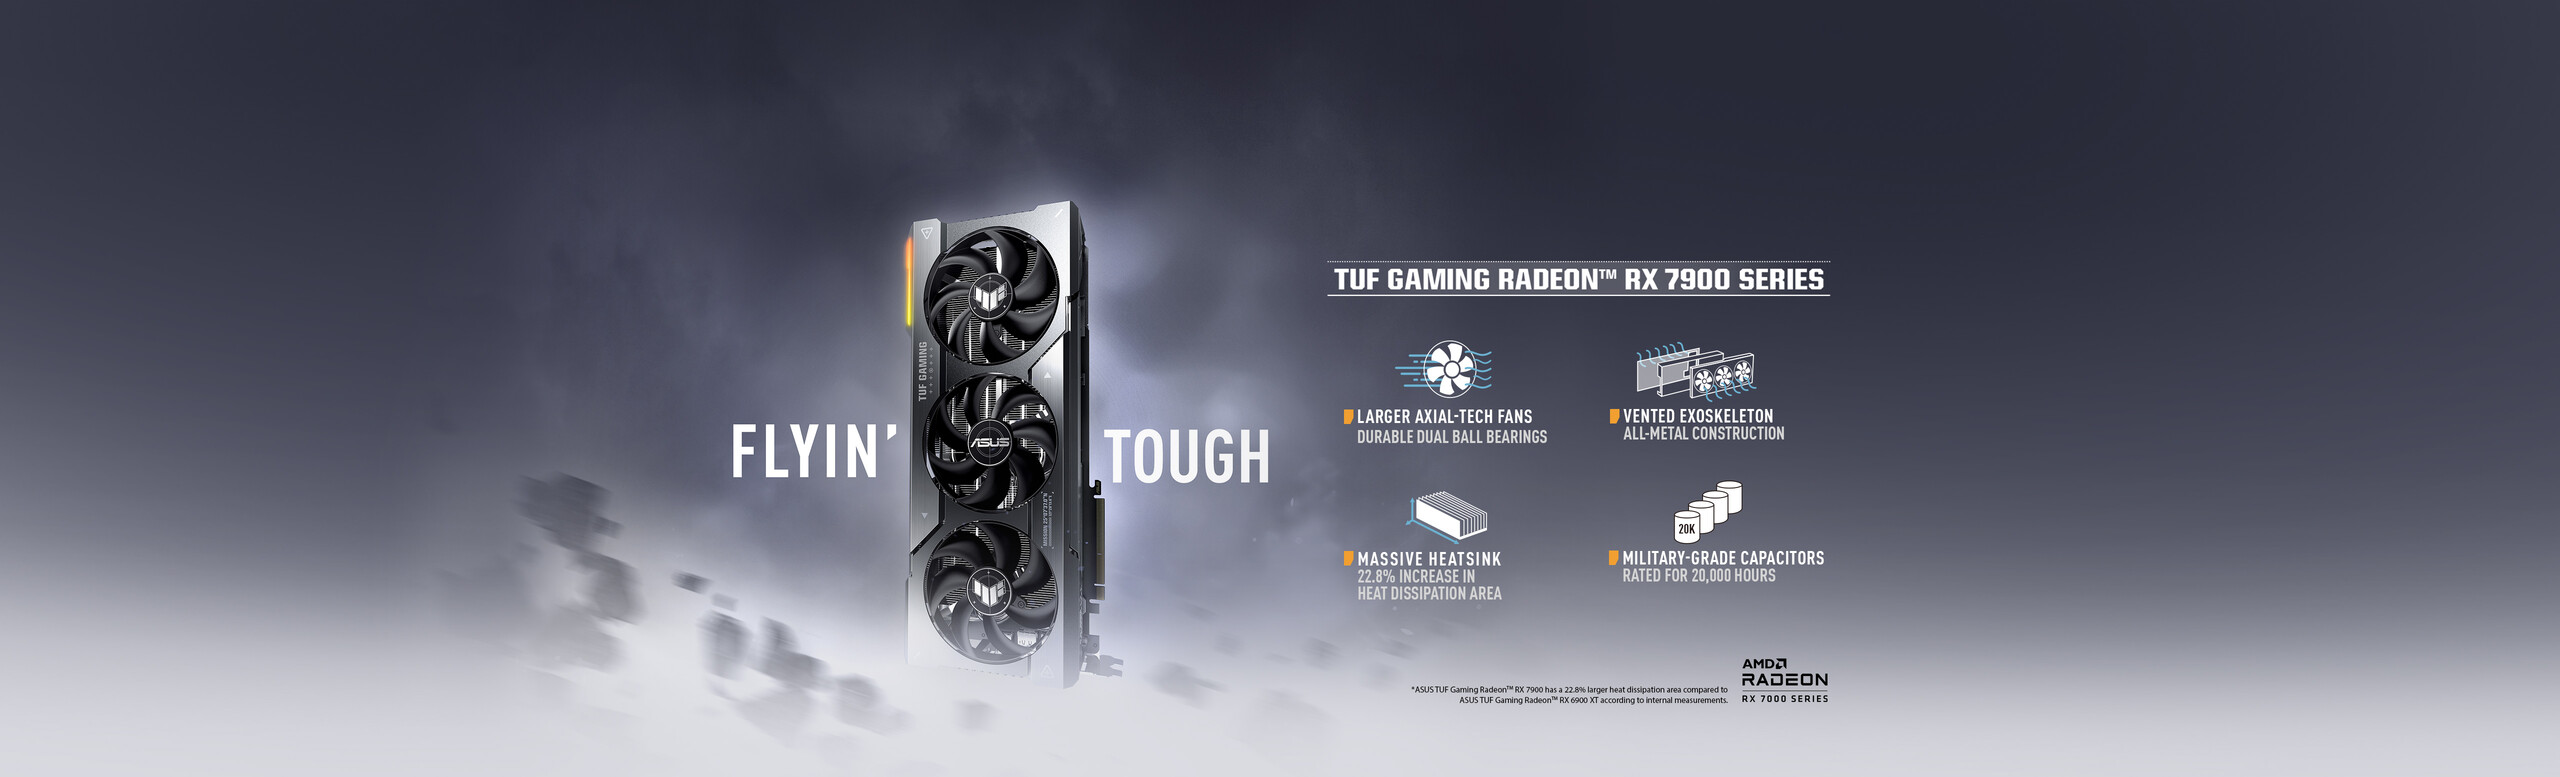 FLYIN' TOUGH
TUF GAMING
ASUS
TUF GAMING RADEON™ RX 7900 SERIES
LARGER AXIAL-TECH FANS
DURABLE DUAL BALL BEARINGS
VENTED EXOSKELETON
ALL-METAL CONSTRUCTION
MASSIVE HEATSINK
22.8% INCREASE IN
HEAT DISSIPATION AREA
20K
MILITARY-GRADE CAPACITORS
RATED FOR 20,000 HOURS
*ASUS TUF Gaming Radeon™ RX 7900 has a 22.8% larger heat dissipation area compared to
ASUS TUF Gaming Radeon™ RX 6900 XT according to internal measurements.
AMD
RADEON
RX 7000 SERIES